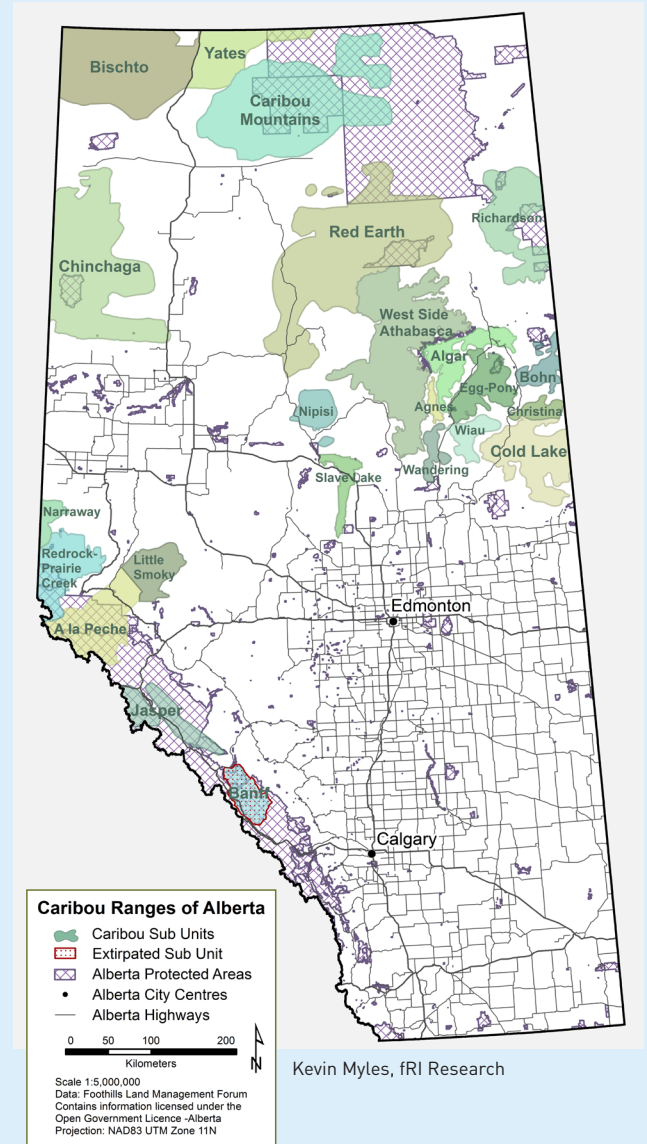 Bischto
Yates
Caribou
Mountains
Richardson
Red Earth
Chinchaga
West Side
Athabasca
Algar
Bohn
Egg-Pony
Agnes
Christina
Nipisi
Wiau
Cold Lake
Wandering
Slave Lake
Narraway
Redrock-
Prairie
Creek
Little
Smoky
Edmonton
A la Peche
Jasper
Banff
Calgary
Caribou Ranges of Alberta
Caribou Sub Units
Extirpated Sub Unit
Alberta Protected Areas
Alberta City Centres
Alberta Highways
0 50 100 200
Kilometers
N
Scale 1:5,000,000
Data: Foothills Land Management Forum
Contains information licensed under the
Open Government Licence -Alberta
Projection: NAD83 UTM Zone 11N
Kevin Myles, fRI Research